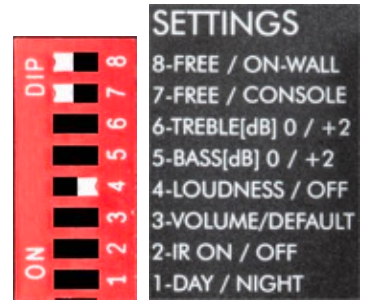 DIP
ON
8
7
6
5
4
3
2
1
SETTINGS
8-FREE / ON-WALL
7-FREE / CONSOLE
6-TREBLE[dB] 0 / +2
5-BASS[dB] 0 / +2
4-LOUDNESS / OFF
3-VOLUME/DEFAULT
2-IR ON / OFF
1-DAY / NIGHT